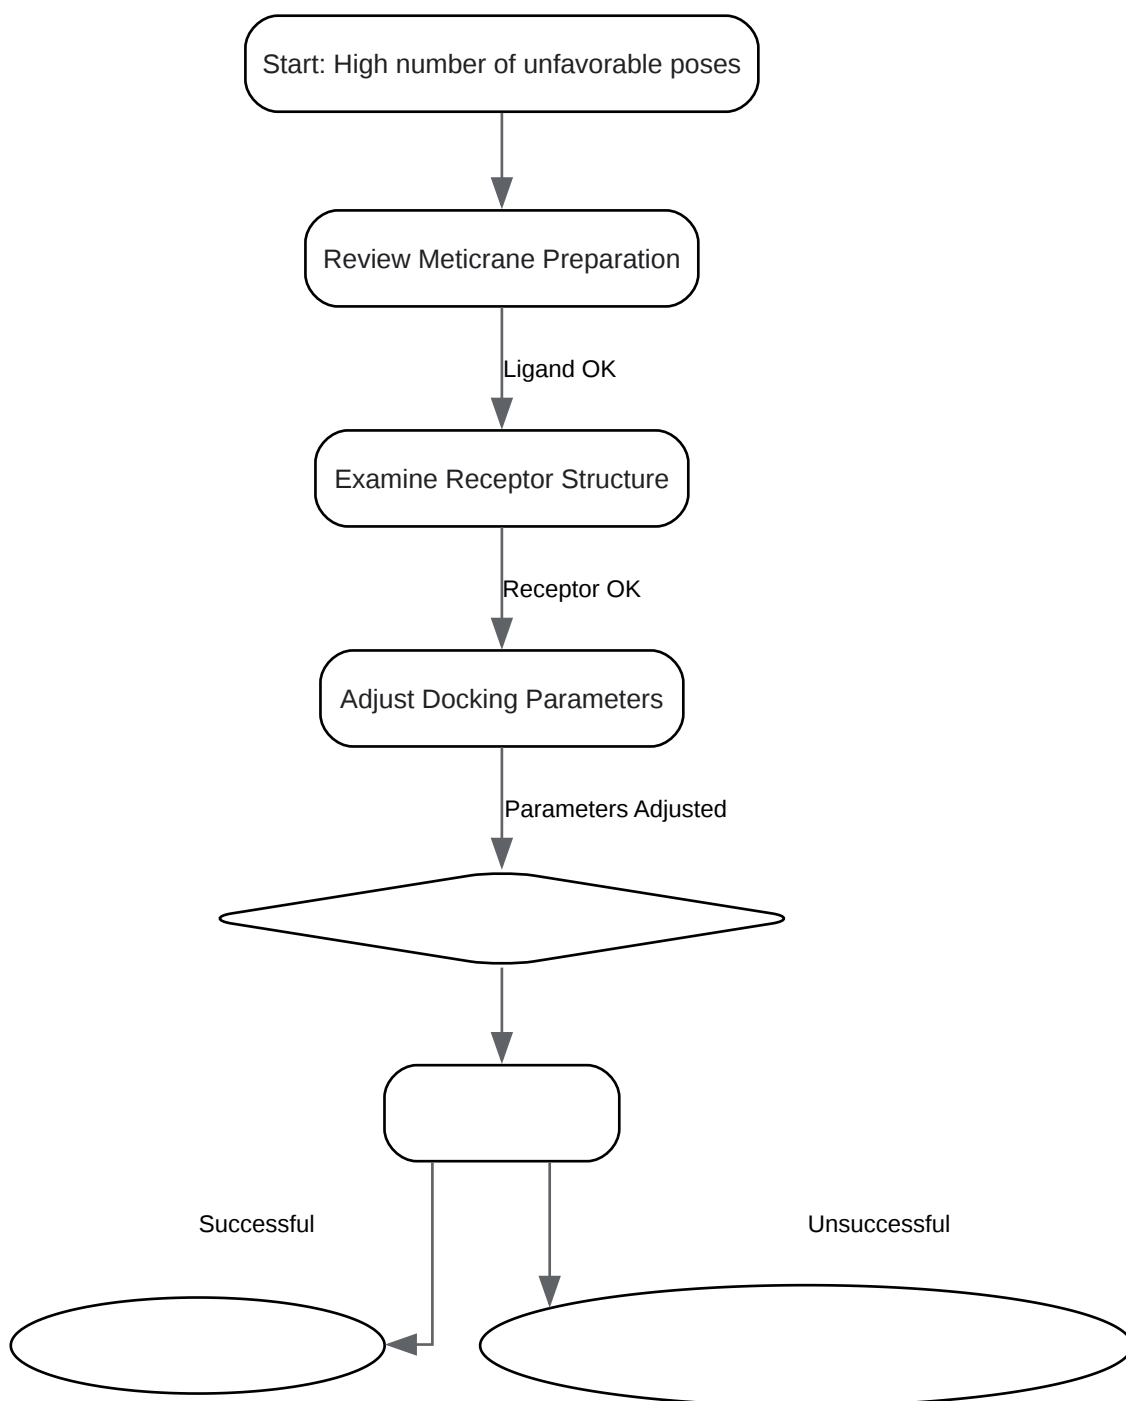 Start: High number of unfavorable poses
Review Meticrane Preparation
Ligand OK
Examine Receptor Structure
Receptor OK
Adjust Docking Parameters
Parameters Adjusted
Successful
Unsuccessful